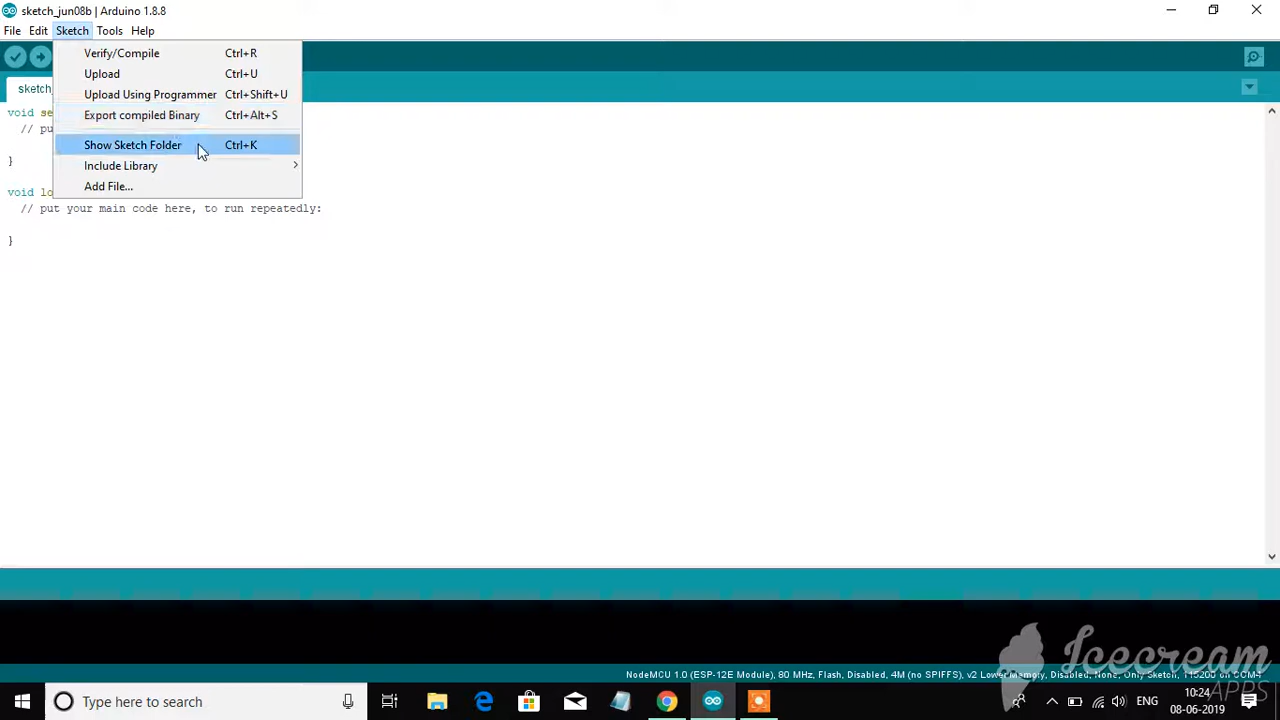 sketch_jun08b | Arduino 1.8.8
File Edit Sketch Tools Help
Verify/Compile Ctrl+R
Upload Ctrl+U
Upload Using Programmer Ctrl+Shift+U
Export compiled Binary Ctrl+Alt+S
Show Sketch Folder Ctrl+K
Include Library
Add File...
sketch_
void se
// pu
}
void lo
// put your main code here, to run repeatedly:
}
NodeMCU 1.0 (ESP-12E Module), 80 MHz, Flash, Disabled, 4M (no SPIFFS), v2 Lower Memory, Disabled, None, Only Sketch, 115200 on COM4
Icecream
APPS
Type here to search
ENG
10:24
08-06-2019